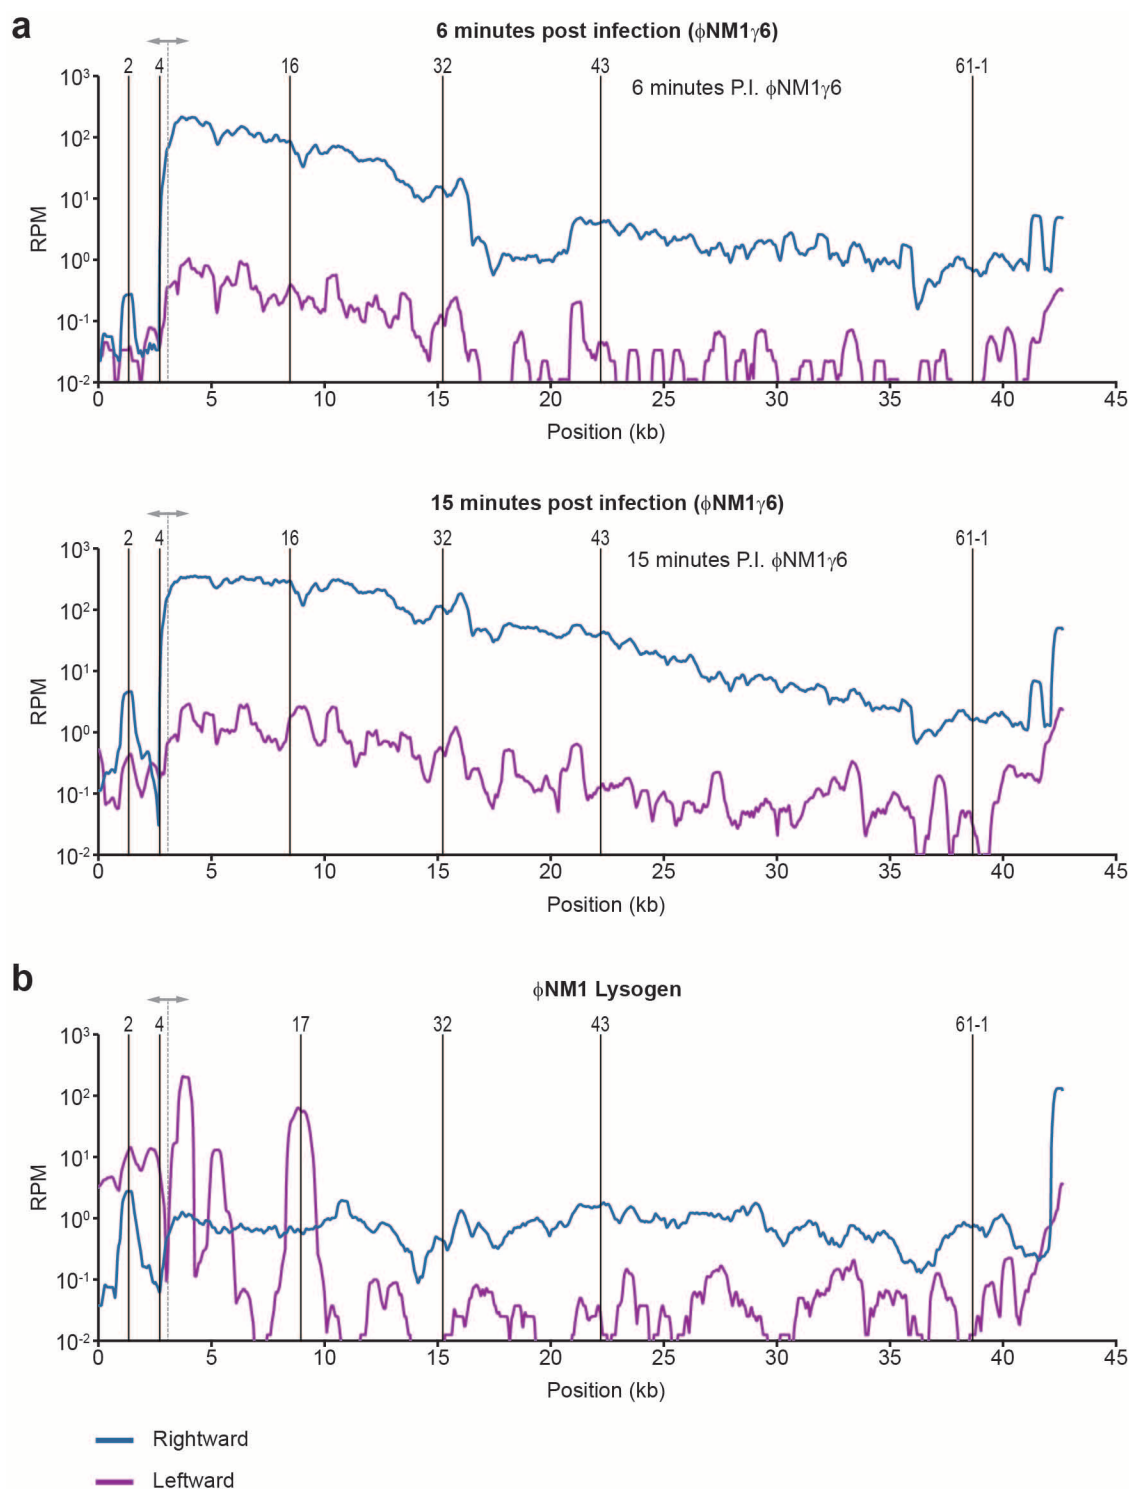 a
6 minutes post infection (ϕNM1γ6)
2 4 16 32 43 61-1
6 minutes P.I. ϕNM1γ6
10³
10²
10¹
10⁰
10⁻¹
10⁻²
RPM
0 5 10 15 20 25 30 35 40 45
Position (kb)
15 minutes post infection (ϕNM1γ6)
2 4 16 32 43 61-1
15 minutes P.I. ϕNM1γ6
10³
10²
10¹
10⁰
10⁻¹
10⁻²
RPM
0 5 10 15 20 25 30 35 40 45
Position (kb)
b
ϕNM1 Lysogen
2 4 17 32 43 61-1
10³
10²
10¹
10⁰
10⁻¹
10⁻²
RPM
0 5 10 15 20 25 30 35 40 45
Position (kb)
Rightward
Leftward